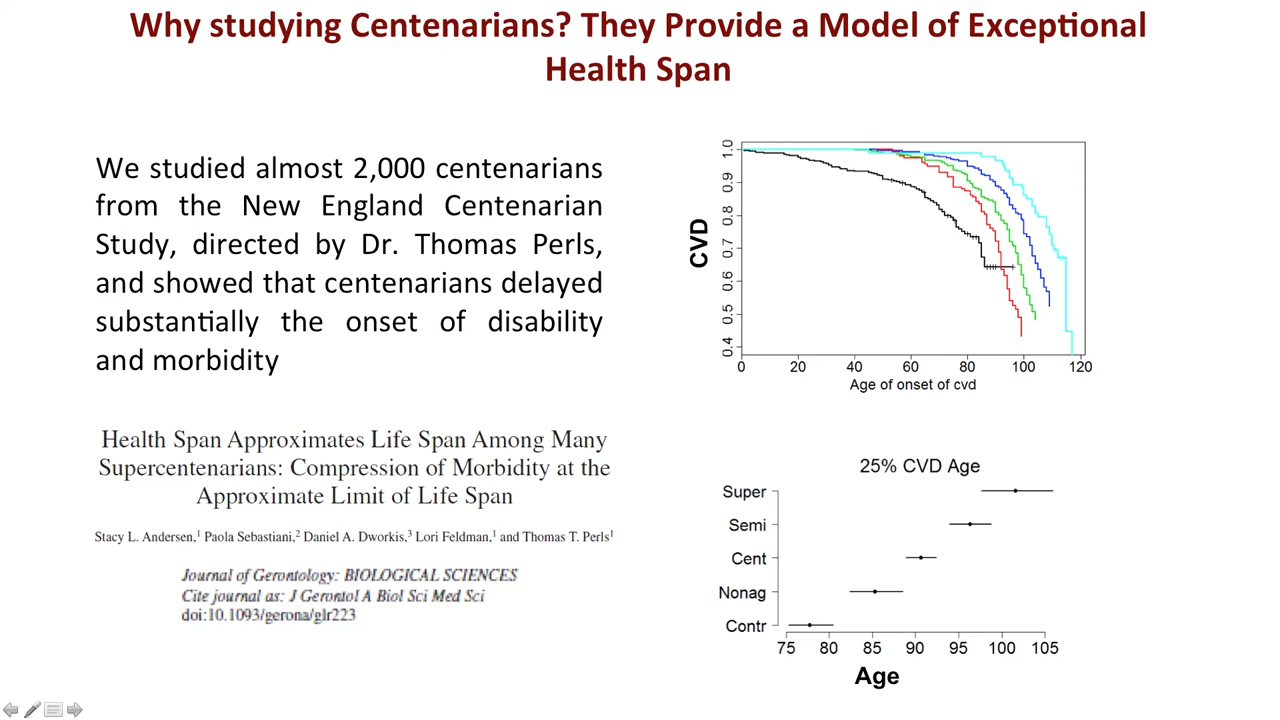 Why studying Centenarians? They Provide a Model of Exceptional
Health Span
We studied almost 2,000 centenarians
from the New England Centenarian
Study, directed by Dr. Thomas Perls,
and showed that centenarians delayed
substantially the onset of disability
and morbidity
Health Span Approximates Life Span Among Many
Supercentenarians: Compression of Morbidity at the
Approximate Limit of Life Span
Stacy L. Andersen,1 Paola Sebastiani,2 Daniel A. Dworkis,3 Lori Feldman,1 and Thomas T. Perls1
Journal of Gerontology: BIOLOGICAL SCIENCES
Cite journal as: J Gerontol A Biol Sci Med Sci
doi:10.1093/gerona/glr223
CVD
1.0
0.9
0.8
0.7
0.6
0.5
0.4
0 20 40 60 80 100 120
Age of onset of cvd
25% CVD Age
Super
Semi
Cent
Nonag
Contr
75 80 85 90 95 100 105
Age